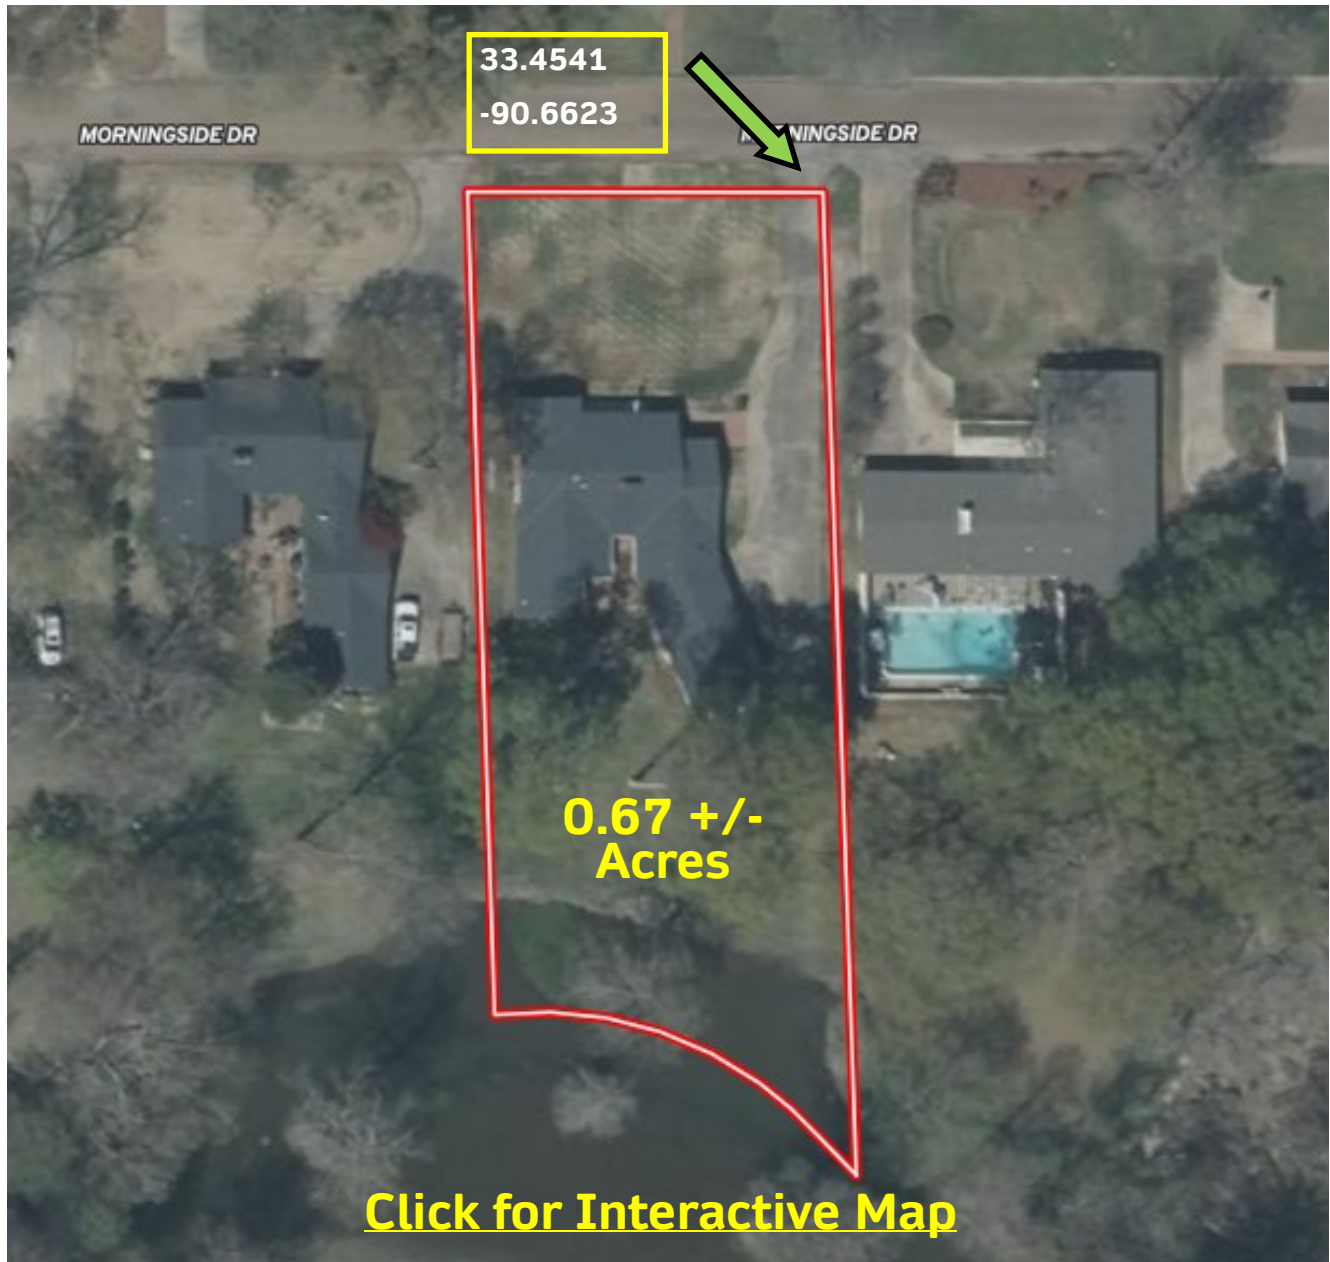 33.4541
-90.6623
MORNINGSIDE DR
NINGSIDE DR
0.67 +/-
Acres
Click for Interactive Map